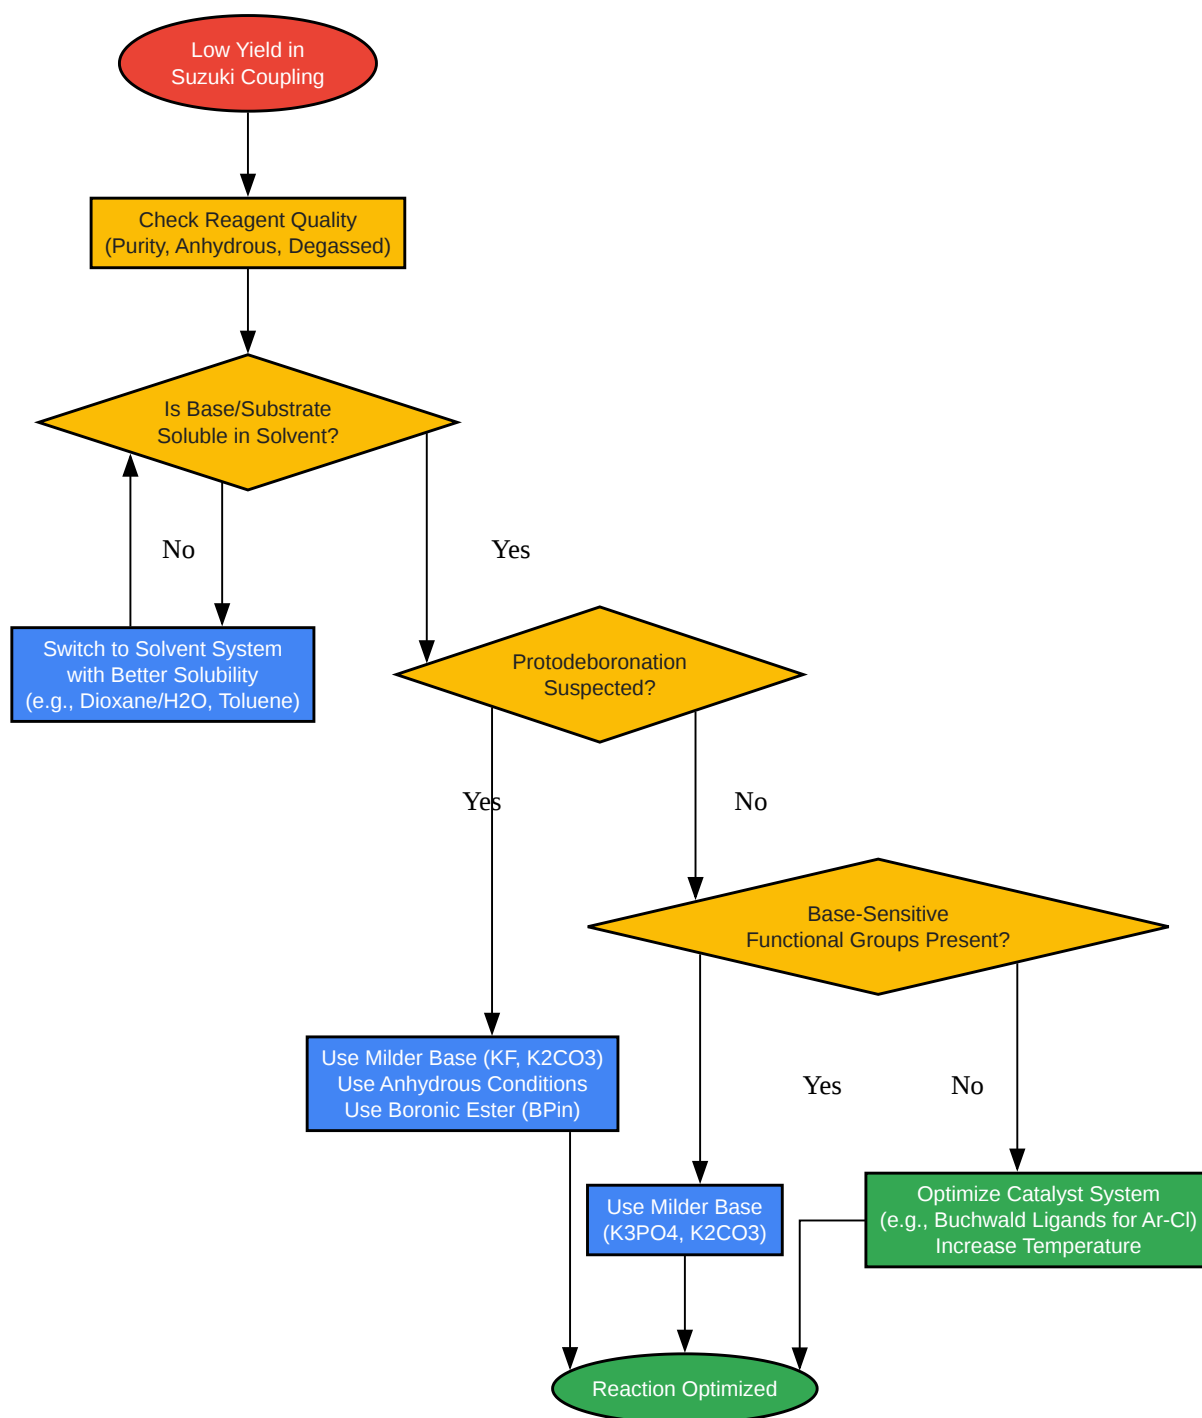 Low Yield in
Suzuki Coupling
Check Reagent Quality
(Purity, Anhydrous, Degassed)
Is Base/Substrate
Soluble in Solvent?
No
Yes
Switch to Solvent System
with Better Solubility
(e.g., Dioxane/H2O, Toluene)
Protodeboronation
Suspected?
Yes
No
Base-Sensitive
Functional Groups Present?
Use Milder Base (KF, K2CO3)
Use Anhydrous Conditions
Use Boronic Ester (BPin)
Yes
No
Use Milder Base
(K3PO4, K2CO3)
Optimize Catalyst System
(e.g., Buchwald Ligands for Ar-Cl)
Increase Temperature
Reaction Optimized